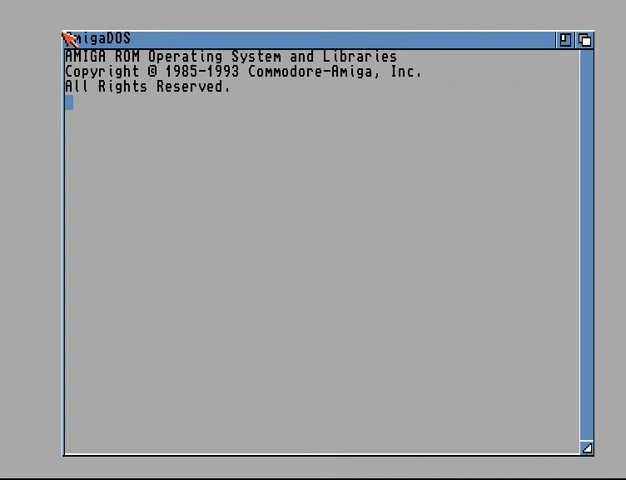 AmigaDOS
AMIGA ROM Operating System and Libraries
Copyright © 1985-1993 Commodore-Amiga, Inc.
All Rights Reserved.